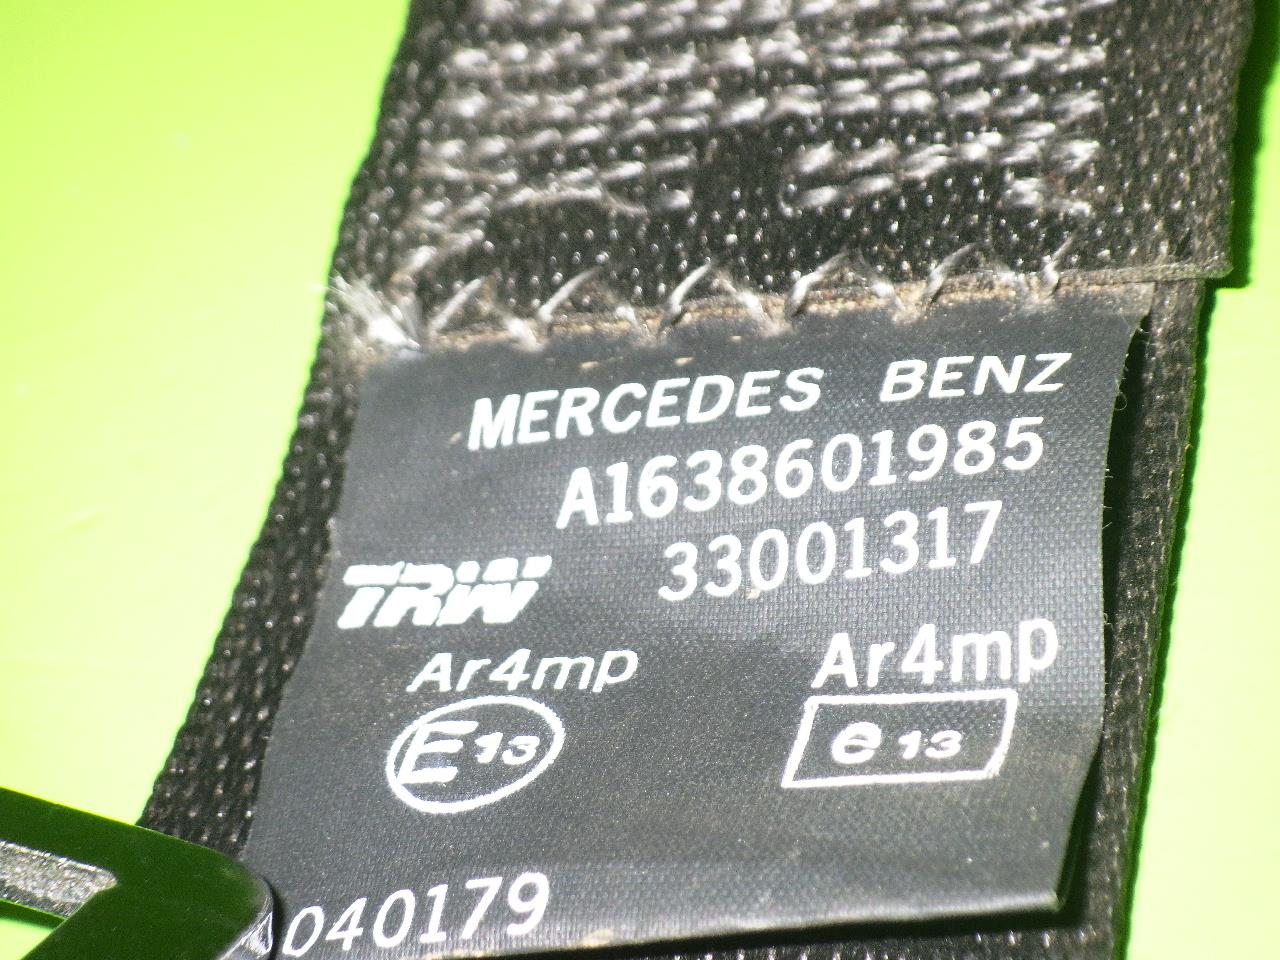 MERCEDES BENZ
A1638601985
TRW 33001317
Ar4mp Ar4mp
E13 e13
040179